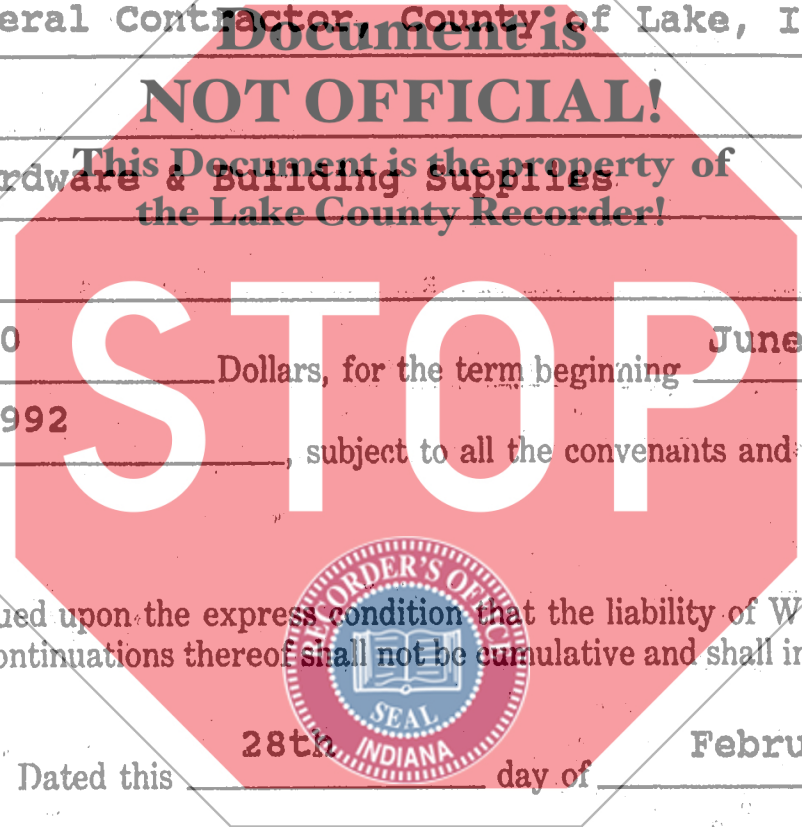 eral Contractor, County of Lake, I
Document is
NOT OFFICIAL!
This Document is the property of
rdware & Building Supplies
the Lake County Recorder!
STOP
0
June
Dollars, for the term beginning
992
, subject to all the convenants and
RECORDER'S OFFICE
SEAL
INDIANA
ued upon the express condition that the liability of W
ontinuations thereof shall not be cumulative and shall in
28th
Febru
Dated this day of